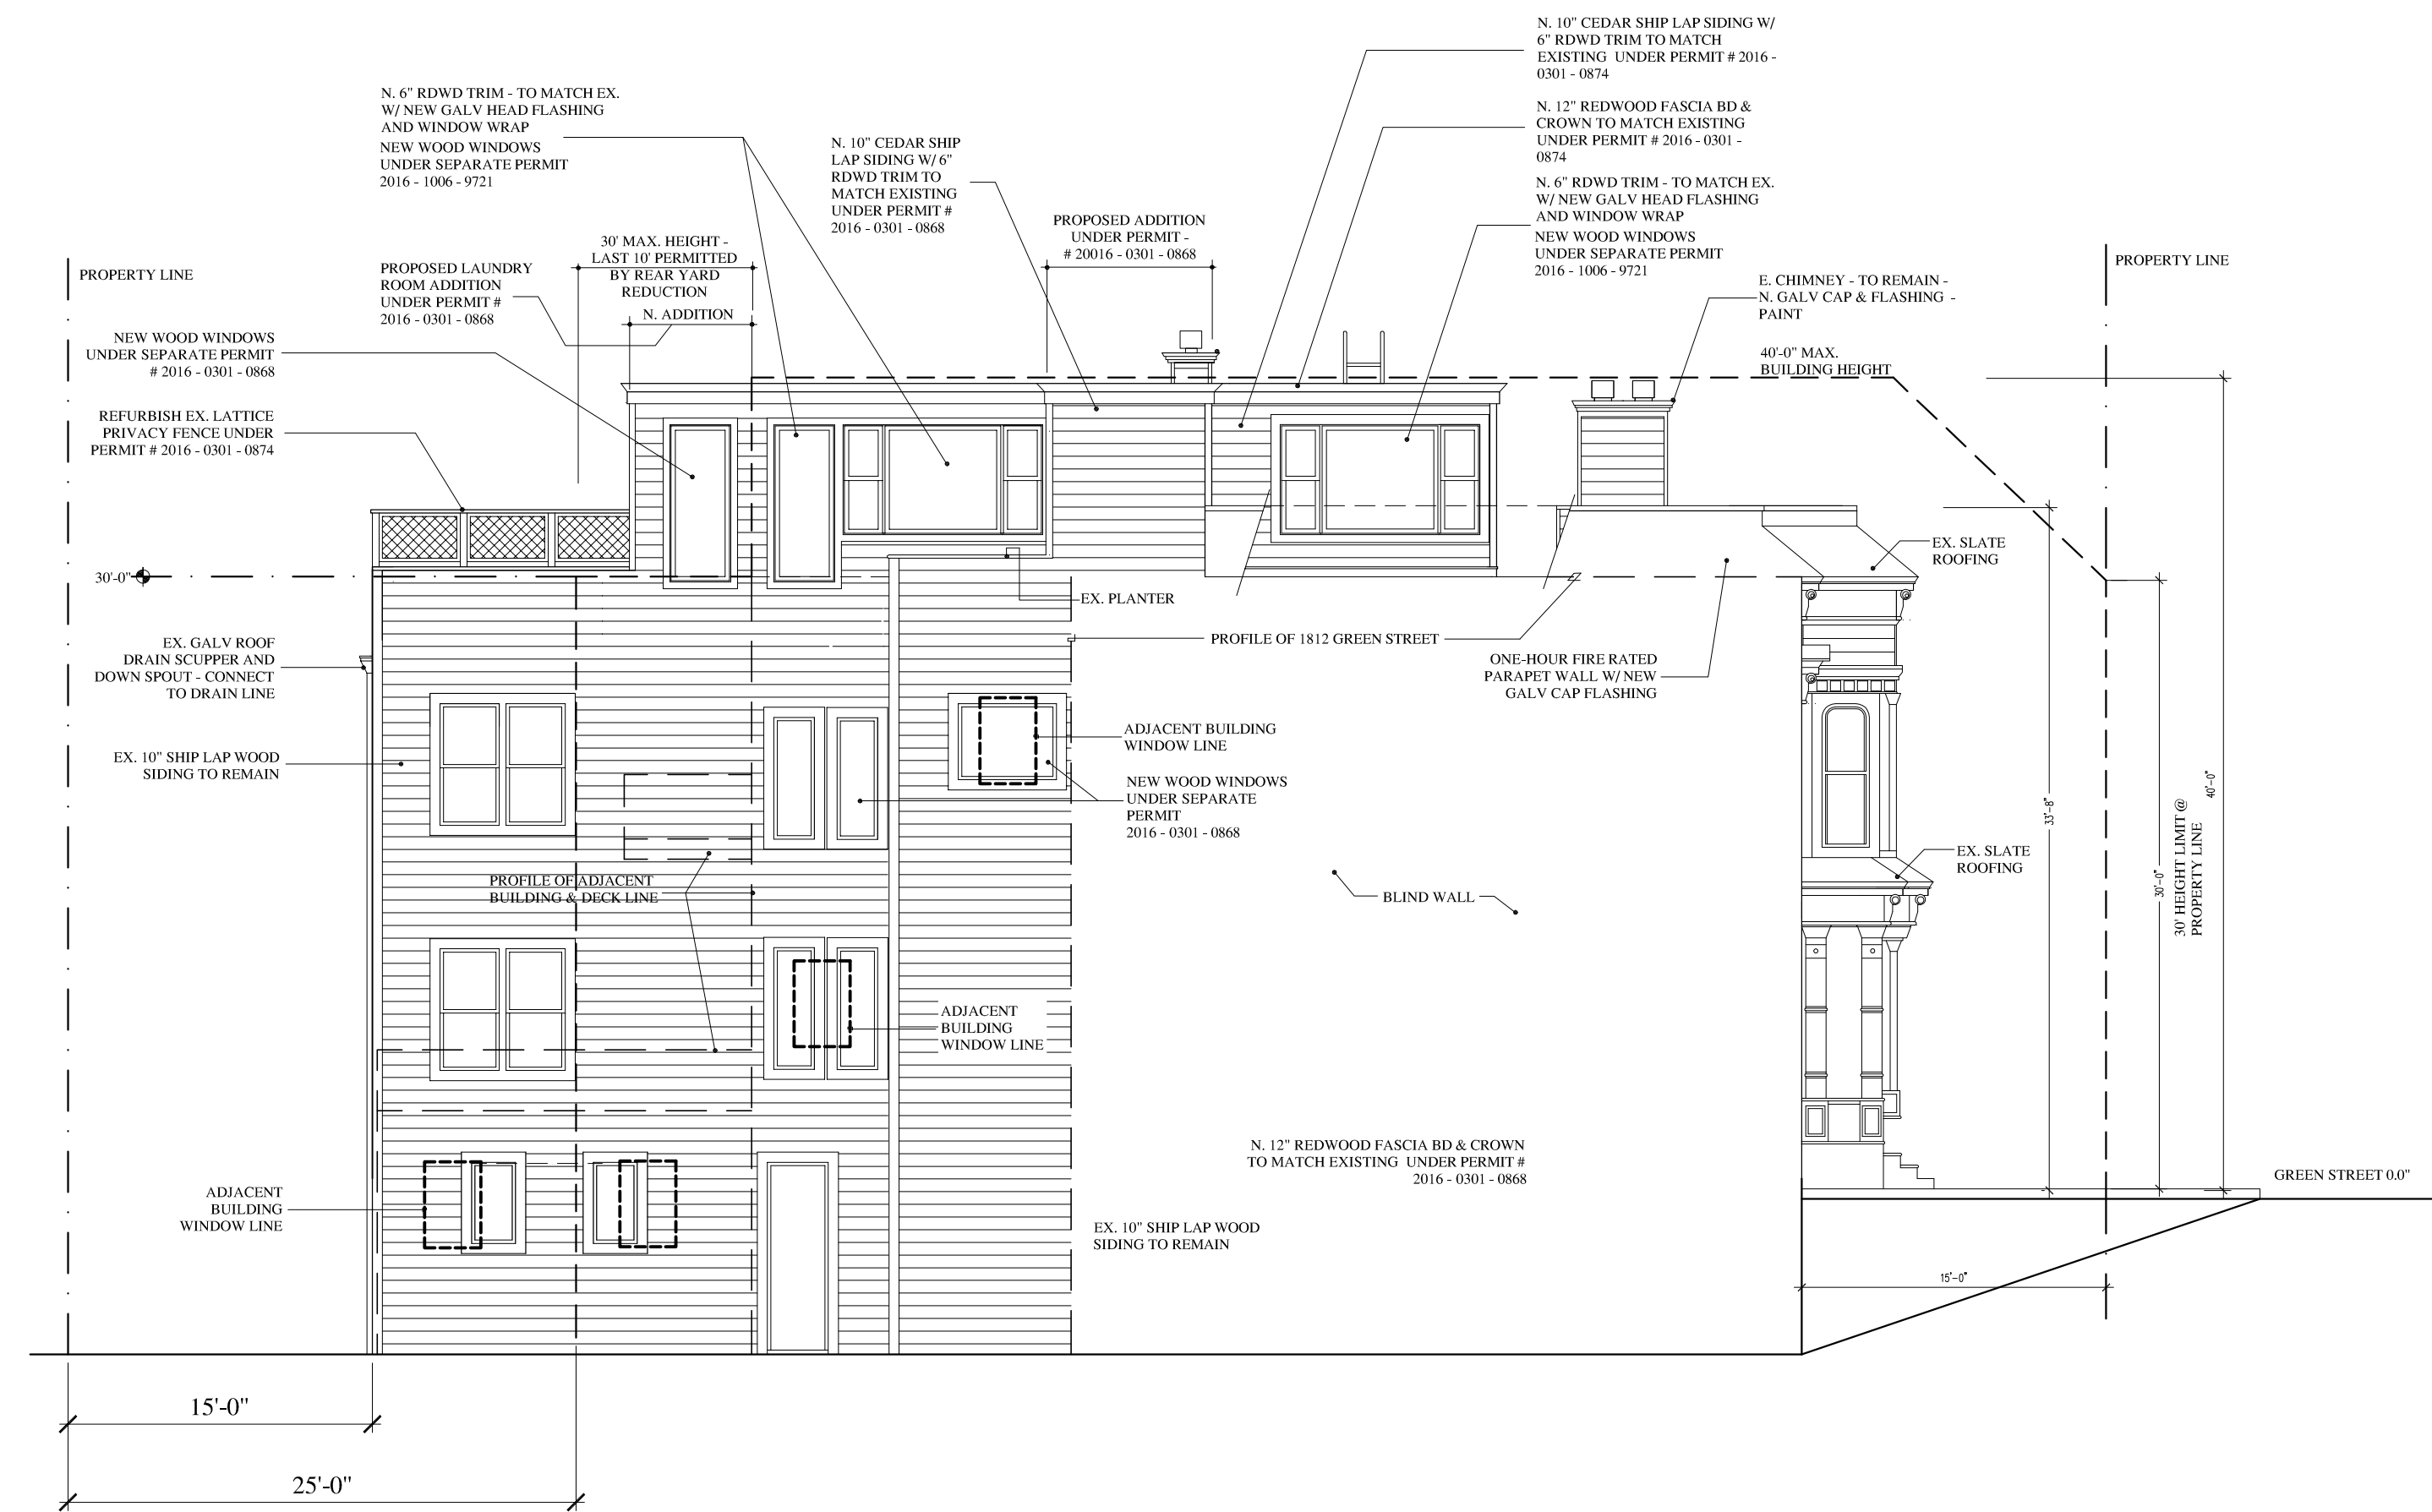 N. 10" CEDAR SHIP LAP SIDING W/
6" RDWD TRIM TO MATCH
EXISTING UNDER PERMIT # 2016 -
0301 - 0874
N. 6" RDWD TRIM - TO MATCH EX.
W/ NEW GALV HEAD FLASHING
AND WINDOW WRAP
NEW WOOD WINDOWS
UNDER SEPARATE PERMIT
2016 - 1006 - 9721
N. 10" CEDAR SHIP
LAP SIDING W/ 6"
RDWD TRIM TO
MATCH EXISTING
UNDER PERMIT #
2016 - 0301 - 0868
N. 12" REDWOOD FASCIA BD &
CROWN TO MATCH EXISTING
UNDER PERMIT # 2016 - 0301 -
0874
N. 6" RDWD TRIM - TO MATCH EX.
W/ NEW GALV HEAD FLASHING
AND WINDOW WRAP
NEW WOOD WINDOWS
UNDER SEPARATE PERMIT
2016 - 1006 - 9721
PROPOSED ADDITION
UNDER PERMIT -
# 20016 - 0301 - 0868
30' MAX. HEIGHT -
LAST 10' PERMITTED
BY REAR YARD
REDUCTION
N. ADDITION
PROPERTY LINE
PROPOSED LAUNDRY
ROOM ADDITION
UNDER PERMIT #
2016 - 0301 - 0868
PROPERTY LINE
E. CHIMNEY - TO REMAIN -
N. GALV CAP & FLASHING -
PAINT
NEW WOOD WINDOWS
UNDER SEPARATE PERMIT
# 2016 - 0301 - 0868
40'-0" MAX.
BUILDING HEIGHT
REFURBISH EX. LATTICE
PRIVACY FENCE UNDER
PERMIT # 2016 - 0301 - 0874
EX. SLATE
ROOFING
30'-0"
EX. PLANTER
PROFILE OF 1812 GREEN STREET
EX. GALV ROOF
DRAIN SCUPPER AND
DOWN SPOUT - CONNECT
TO DRAIN LINE
ONE-HOUR FIRE RATED
PARAPET WALL W/ NEW
GALV CAP FLASHING
ADJACENT BUILDING
WINDOW LINE
EX. 10" SHIP LAP WOOD
SIDING TO REMAIN
NEW WOOD WINDOWS
UNDER SEPARATE
PERMIT
2016 - 0301 - 0868
33'-8"
30'-0"
30' HEIGHT LIMIT @
PROPERTY LINE
40'-0"
EX. SLATE
ROOFING
PROFILE OF ADJACENT
BUILDING & DECK LINE
BLIND WALL
ADJACENT
BUILDING
WINDOW LINE
N. 12" REDWOOD FASCIA BD & CROWN
TO MATCH EXISTING UNDER PERMIT #
2016 - 0301 - 0868
GREEN STREET 0.0"
ADJACENT
BUILDING
WINDOW LINE
EX. 10" SHIP LAP WOOD
SIDING TO REMAIN
15'-0"
15'-0"
25'-0"